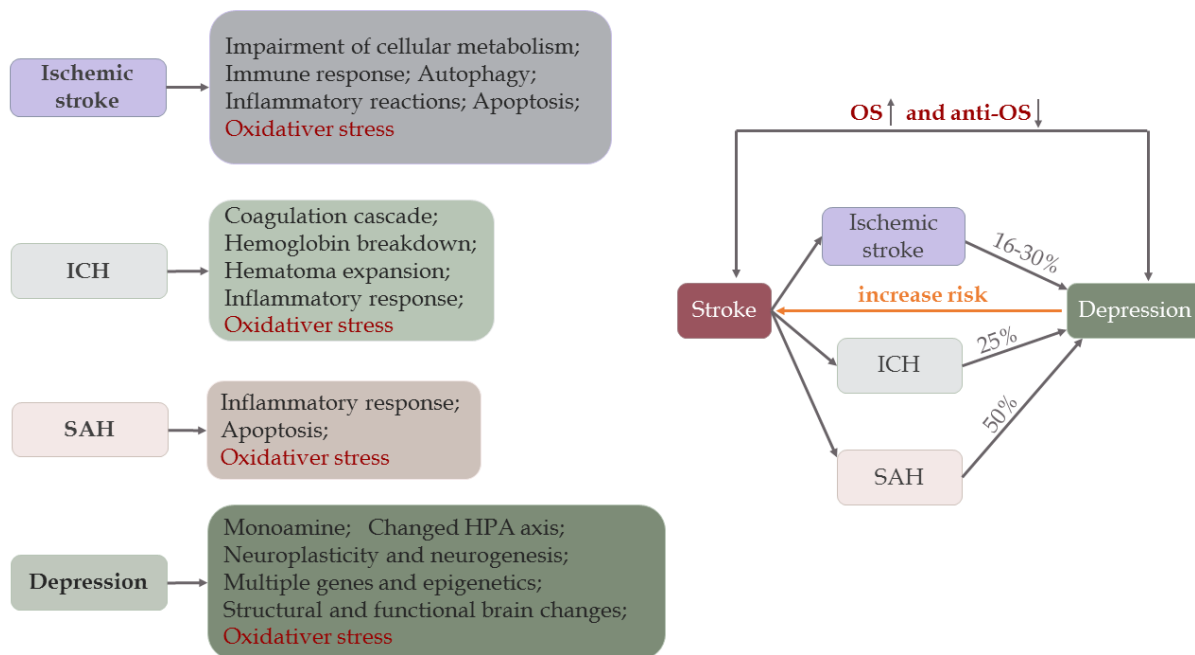 Ischemic
stroke
Impairment of cellular metabolism;
Immune response; Autophagy;
Inflammatory reactions; Apoptosis;
Oxidativer stress
ICH
Coagulation cascade;
Hemoglobin breakdown;
Hematoma expansion;
Inflammatory response;
Oxidativer stress
SAH
Inflammatory response;
Apoptosis;
Oxidativer stress
Depression
Monoamine; Changed HPA axis;
Neuroplasticity and neurogenesis;
Multiple genes and epigenetics;
Structural and functional brain changes;
Oxidativer stress
OS and anti-OS
Ischemic
stroke
16-30%
increase risk
Stroke
Depression
ICH
25%
SAH
50%